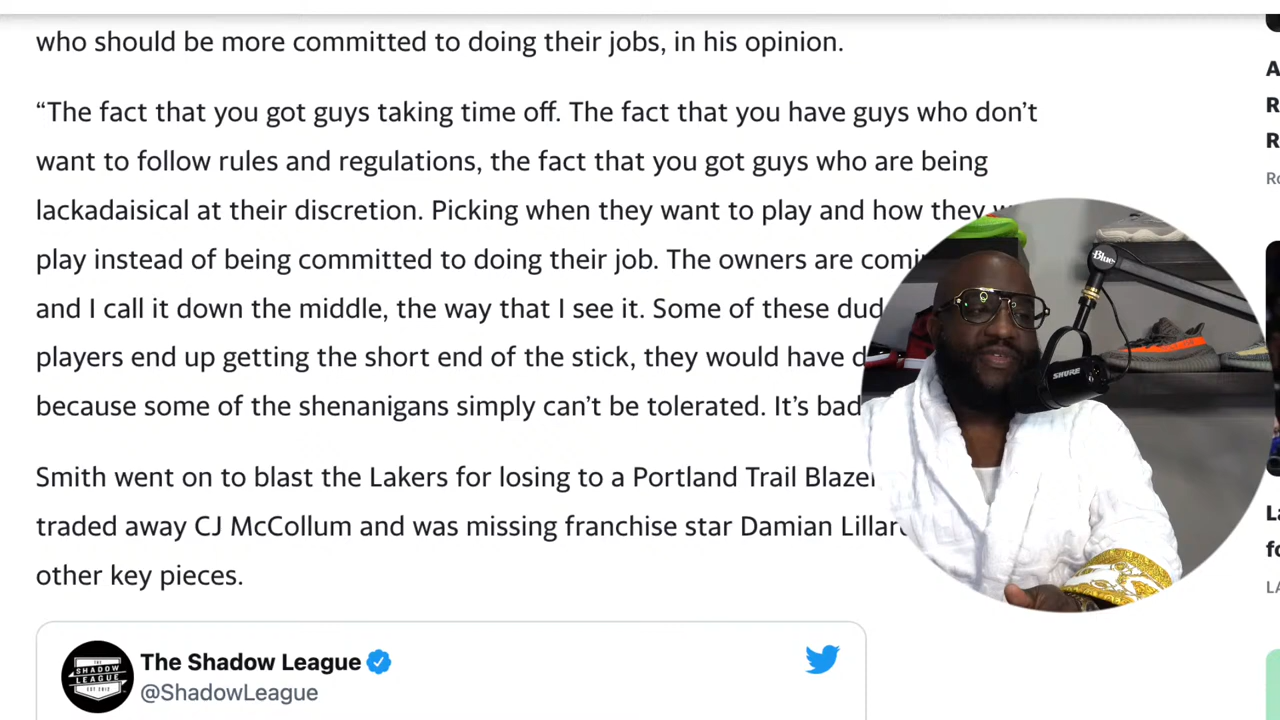 who should be more committed to doing their jobs, in his opinion.
“The fact that you got guys taking time off. The fact that you have guys who don’t
want to follow rules and regulations, the fact that you got guys who are being
lackadaisical at their discretion. Picking when they want to play and how they
play instead of being committed to doing their job. The owners are
and I call it down the middle, the way that I see it. Some of these
players end up getting the short end of the stick, they would have
because some of the shenanigans simply can’t be tolerated. It’s bad
Smith went on to blast the Lakers for losing to a Portland Trail
traded away CJ McCollum and was missing franchise star Damian
other key pieces.
The Shadow League
@ShadowLeague
THE
SHADOW
LEAGUE
EST. 2012
Blue
SHURE
A
R
R